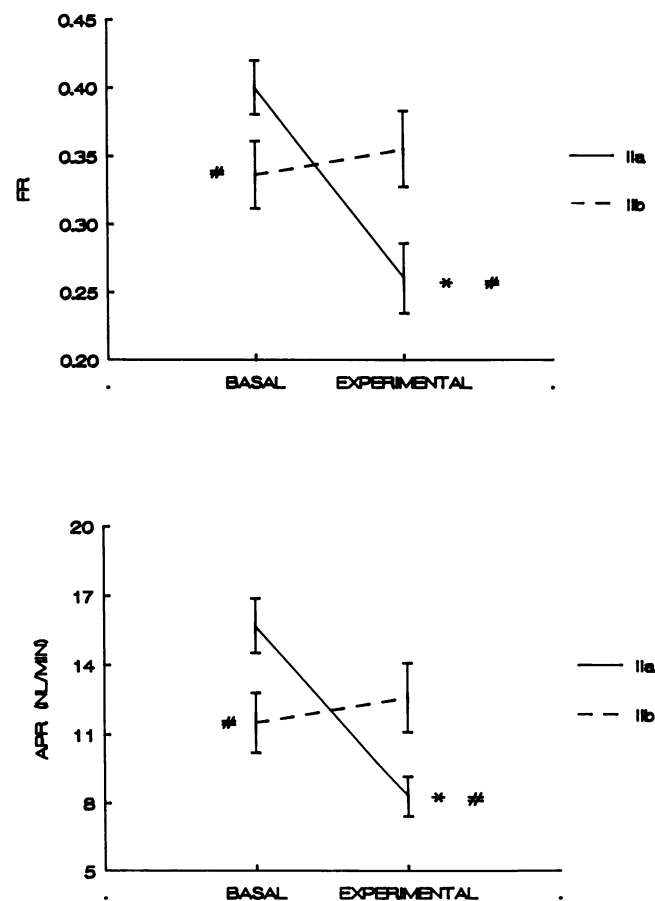 0.45
0.40
0.35
0.30
0.25
0.20
FR
#
* #
IIa
IIb
BASAL EXPERIMENTAL
20
17
14
11
8
5
APR (NL/MIN)
#
* #
IIa
IIb
BASAL EXPERIMENTAL